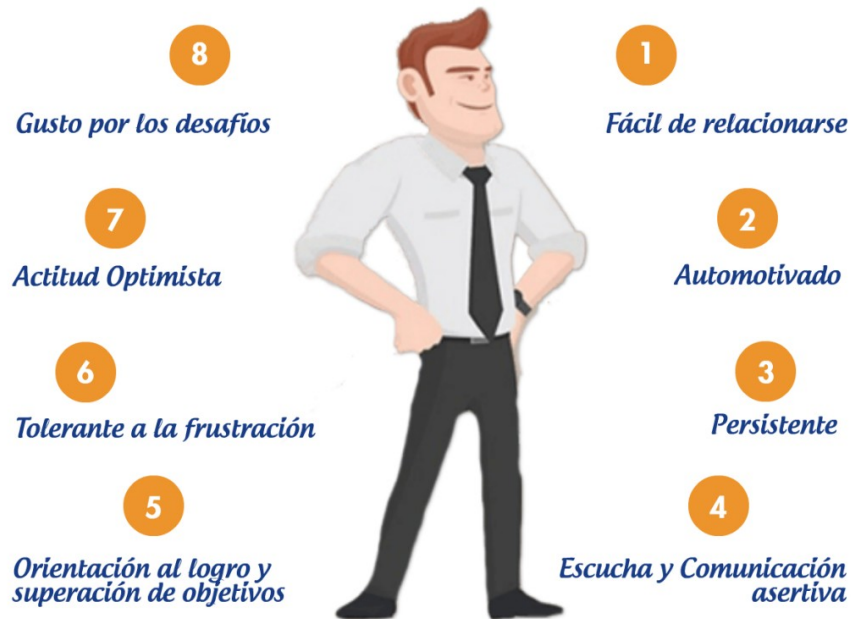 1
Fácil de relacionarse
2
Automotivado
3
Persistente
4
Escucha y Comunicación
asertiva
5
Orientación al logro y
superación de objetivos
6
Tolerante a la frustración
7
Actitud Optimista
8
Gusto por los desafíos